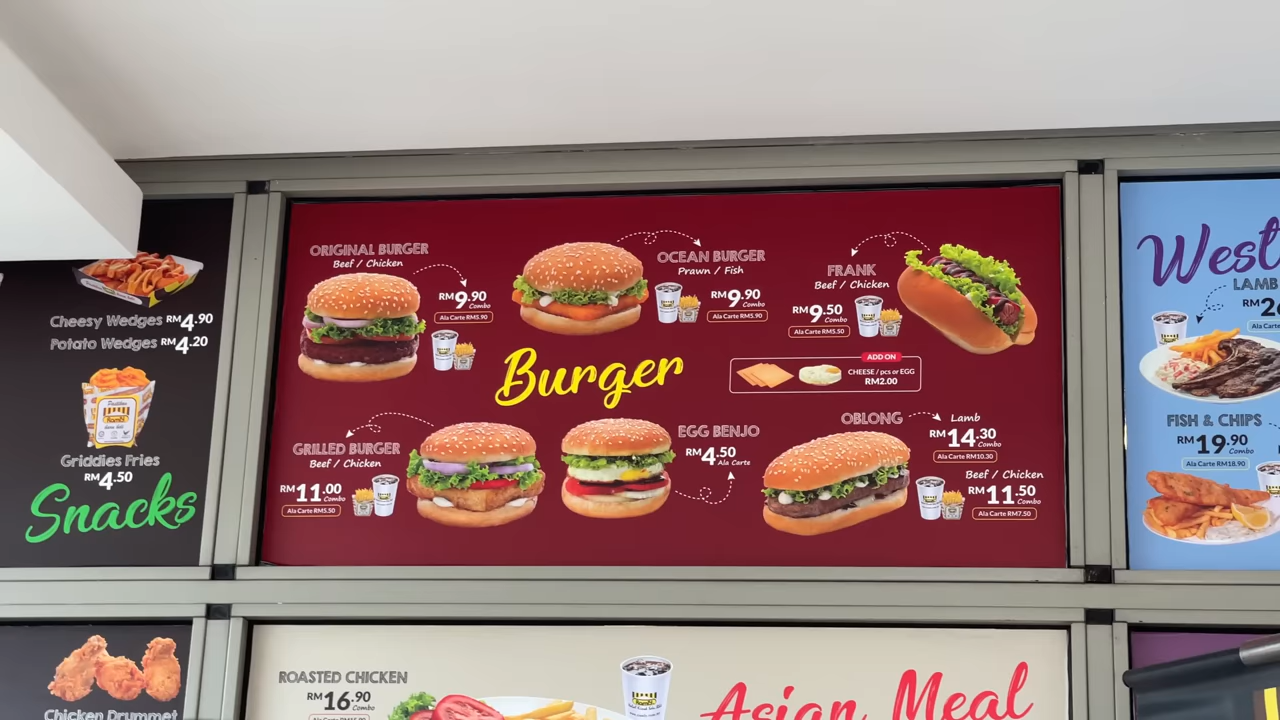 Cheesy Wedges RM4.90
Potato Wedges RM4.20
Griddies Fries
RM4.50
Snacks
ORIGINAL BURGER
Beef / Chicken
RM9.90
Combo
Ala Carte RM5.90
OCEAN BURGER
Prawn / Fish
RM9.90
Combo
Ala Carte RM5.90
FRANK
Beef / Chicken
RM9.50
Combo
Ala Carte RM5.50
Burger
ADD ON
CHEESE / pcs or EGG
RM2.00
GRILLED BURGER
Beef / Chicken
RM11.00
Combo
Ala Carte RM5.50
EGG BENJO
RM4.50
Ala Carte
OBLONG
Lamb
RM14.30
Combo
Ala Carte RM10.30
Beef / Chicken
RM11.50
Combo
Ala Carte RM7.50
West
LAMB
RM2
Ala Carte
FISH & CHIPS
RM19.90
Combo
Ala Carte RM18.90
Chicken Drummet
ROASTED CHICKEN
RM16.90
Combo
Asian Meal